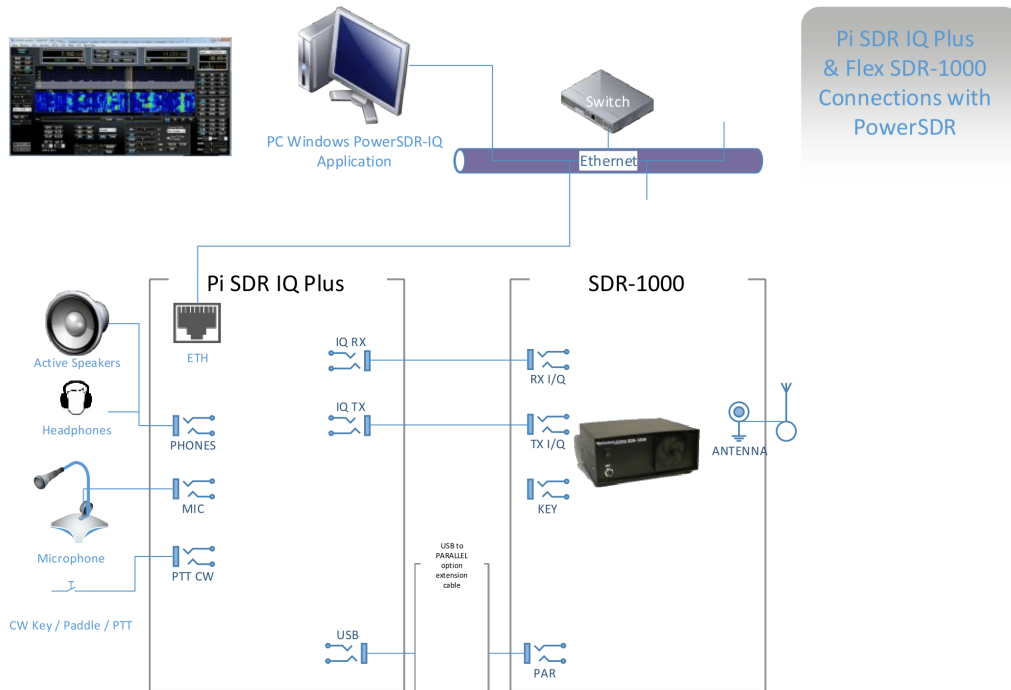 Pi SDR IQ Plus
& Flex SDR-1000
Connections with
PowerSDR
Switch
PC Windows PowerSDR-IQ
Application
Ethernet
Pi SDR IQ Plus
SDR-1000
ETH
IQ RX
RX I/Q
Active Speakers
Headphones
PHONES
IQ TX
TX I/Q
ANTENNA
MIC
KEY
Microphone
PTT CW
USB to
PARALLEL
option
extension
cable
CW Key / Paddle / PTT
USB
PAR